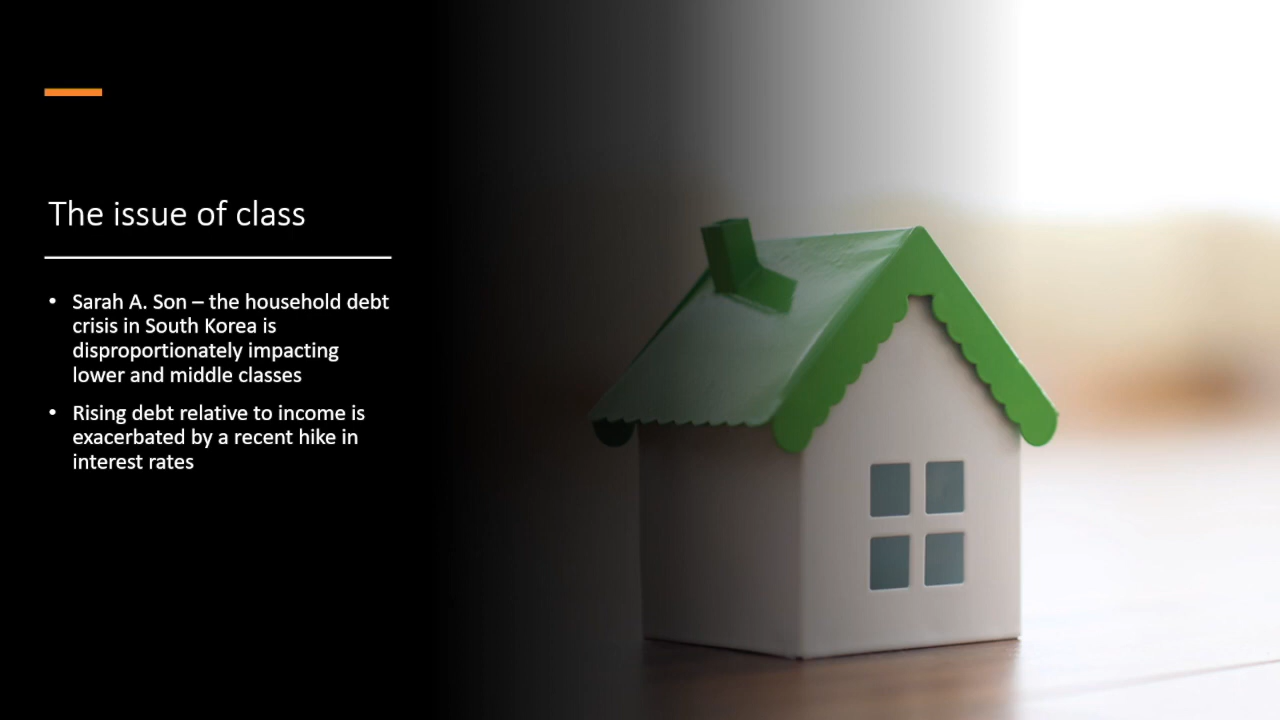 The issue of class
• Sarah A. Son – the household debt
crisis in South Korea is
disproportionately impacting
lower and middle classes
• Rising debt relative to income is
exacerbated by a recent hike in
interest rates